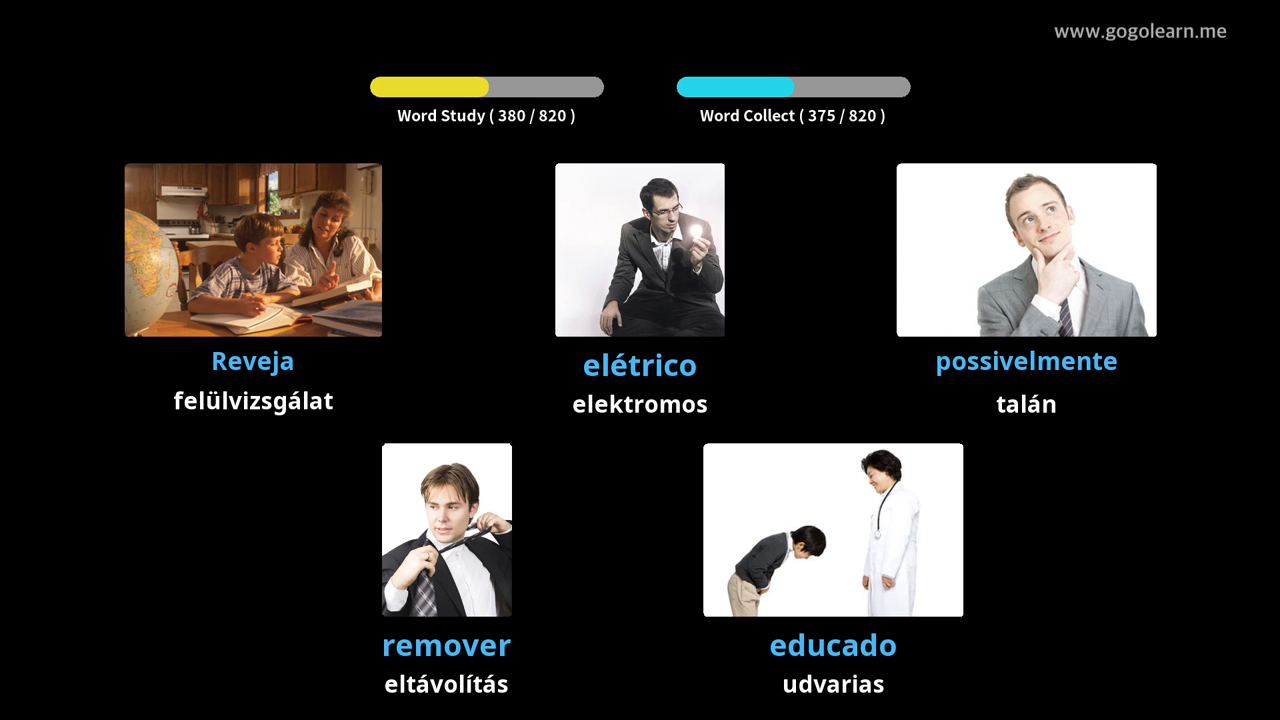 www.gogolearn.me
Word Study ( 380 / 820 )
Word Collect ( 375 / 820 )
Reveja
felülvizsgálat
elétrico
elektromos
possivelmente
talán
remover
eltávolítás
educado
udvarias